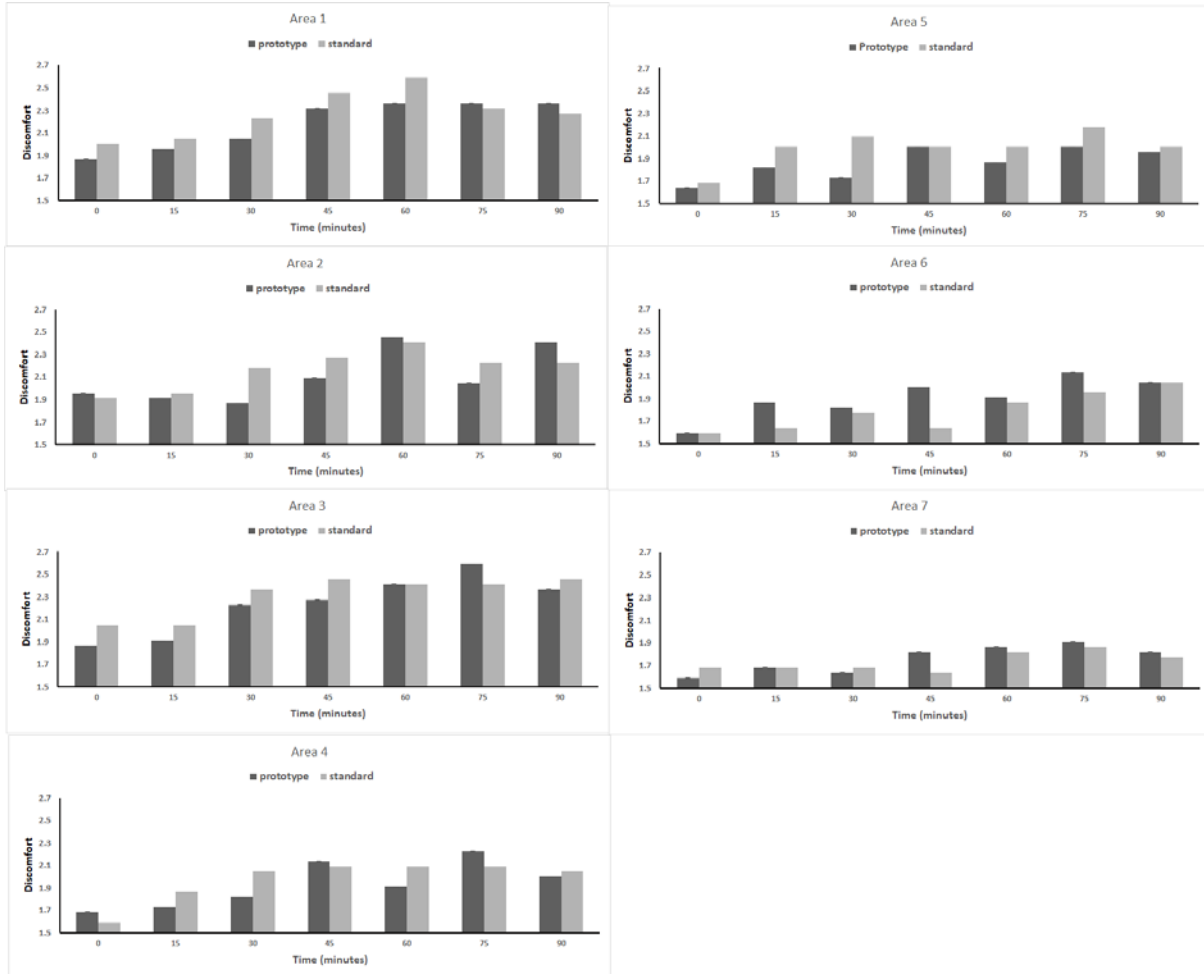 Area 1
prototype standard
2.7
2.5
2.3
2.1
1.9
1.7
1.5
Discomfort
0 15 30 45 60 75 90
Time (minutes)
Area 2
prototype standard
2.7
2.5
2.3
2.1
1.9
1.7
1.5
Discomfort
0 15 30 45 60 75 90
Time (minutes)
Area 3
prototype standard
2.7
2.5
2.3
2.1
1.9
1.7
1.5
Discomfort
0 15 30 45 60 75 90
Time (minutes)
Area 4
prototype standard
2.7
2.5
2.3
2.1
1.9
1.7
1.5
Discomfort
0 15 30 45 60 75 90
Time (minutes)
Area 5
Prototype standard
2.7
2.5
2.3
2.1
1.9
1.7
1.5
Discomfort
0 15 30 45 60 75 90
Time (minutes)
Area 6
prototype standard
2.7
2.5
2.3
2.1
1.9
1.7
1.5
Discomfort
0 15 30 45 60 75 90
Time (minutes)
Area 7
prototype standard
2.7
2.5
2.3
2.1
1.9
1.7
1.5
Discomfort
0 15 30 45 60 75 90
Time (minutes)